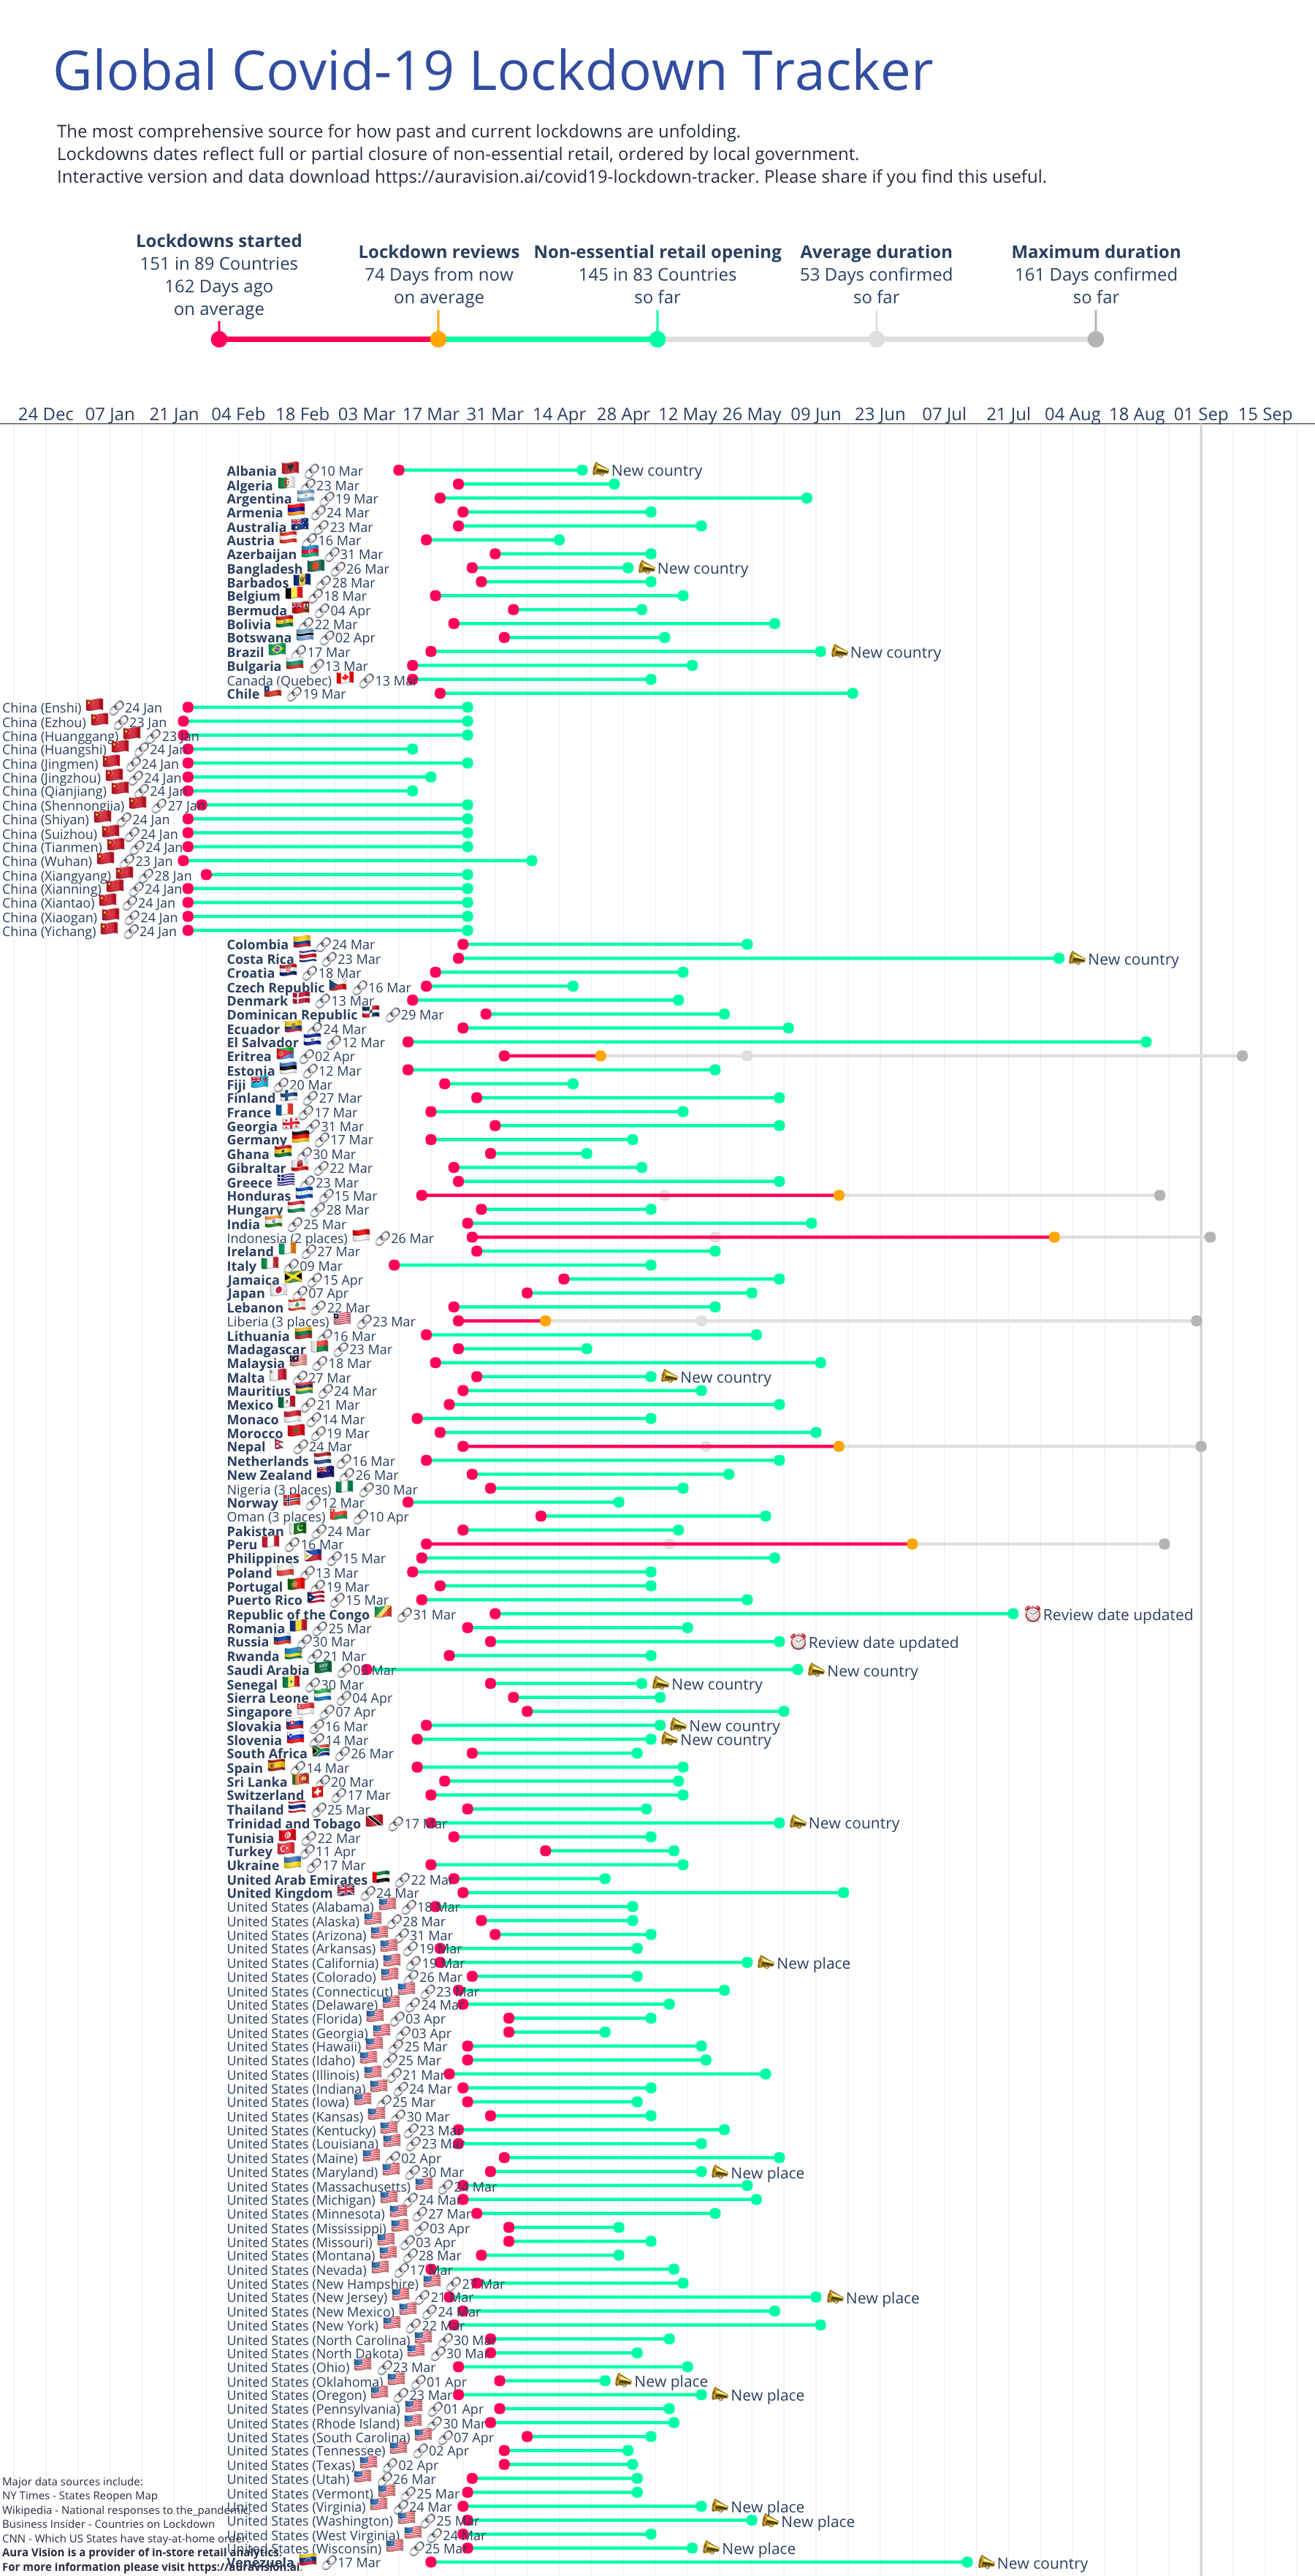 Global Covid-19 Lockdown Tracker
The most comprehensive source for how past and current lockdowns are unfolding.
Lockdowns dates reflect full or partial closure of non-essential retail, ordered by local government.
Interactive version and data download https://auravision.ai/covid19-lockdown-tracker. Please share if you find this useful.
Lockdowns started
151 in 89 Countries
162 Days ago
on average
Lockdown reviews
74 Days from now
on average
Non-essential retail opening
145 in 83 Countries
so far
Average duration
53 Days confirmed
so far
Maximum duration
161 Days confirmed
so far
24 Dec 07 Jan 21 Jan 04 Feb 18 Feb 03 Mar 17 Mar 31 Mar 14 Apr 28 Apr 12 May 26 May 09 Jun 23 Jun 07 Jul 21 Jul 04 Aug 18 Aug 01 Sep 15 Sep
Albania 10 Mar New country
Algeria 23 Mar
Argentina 19 Mar
Armenia 24 Mar
Australia 23 Mar
Austria 16 Mar
Azerbaijan 31 Mar
Bangladesh 26 Mar New country
Barbados 28 Mar
Belgium 18 Mar
Bermuda 04 Apr
Bolivia 22 Mar
Botswana 02 Apr
Brazil 17 Mar New country
Bulgaria 13 Mar
Canada (Quebec) 13 Mar
Chile 19 Mar
China (Enshi) 24 Jan
China (Ezhou) 23 Jan
China (Huanggang) 23 Jan
China (Huangshi) 24 Jan
China (Jingmen) 24 Jan
China (Jingzhou) 24 Jan
China (Qianjiang) 24 Jan
China (Shennongjia) 27 Jan
China (Shiyan) 24 Jan
China (Suizhou) 24 Jan
China (Tianmen) 24 Jan
China (Wuhan) 23 Jan
China (Xiangyang) 28 Jan
China (Xianning) 24 Jan
China (Xiantao) 24 Jan
China (Xiaogan) 24 Jan
China (Yichang) 24 Jan
Colombia 24 Mar
Costa Rica 23 Mar New country
Croatia 18 Mar
Czech Republic 16 Mar
Denmark 13 Mar
Dominican Republic 29 Mar
Ecuador 24 Mar
El Salvador 12 Mar
Eritrea 02 Apr
Estonia 12 Mar
Fiji 20 Mar
Finland 27 Mar
France 17 Mar
Georgia 31 Mar
Germany 17 Mar
Ghana 30 Mar
Gibraltar 22 Mar
Greece 23 Mar
Honduras 15 Mar
Hungary 28 Mar
India 25 Mar
Indonesia (2 places) 26 Mar
Ireland 27 Mar
Italy 09 Mar
Jamaica 15 Apr
Japan 07 Apr
Lebanon 22 Mar
Liberia (3 places) 23 Mar
Lithuania 16 Mar
Madagascar 23 Mar
Malaysia 18 Mar
Malta 27 Mar New country
Mauritius 24 Mar
Mexico 21 Mar
Monaco 14 Mar
Morocco 19 Mar
Nepal 24 Mar
Netherlands 16 Mar
New Zealand 26 Mar
Nigeria (3 places) 30 Mar
Norway 12 Mar
Oman (3 places) 10 Apr
Pakistan 24 Mar
Peru 16 Mar
Philippines 15 Mar
Poland 13 Mar
Portugal 19 Mar
Puerto Rico 15 Mar
Republic of the Congo 31 Mar Review date updated
Romania 25 Mar
Russia 30 Mar Review date updated
Rwanda 21 Mar
Saudi Arabia 03 Mar New country
Senegal 30 Mar New country
Sierra Leone 04 Apr
Singapore 07 Apr
Slovakia 16 Mar New country
Slovenia 14 Mar New country
South Africa 26 Mar
Spain 14 Mar
Sri Lanka 20 Mar
Switzerland 17 Mar
Thailand 25 Mar
Trinidad and Tobago 17 Mar New country
Tunisia 22 Mar
Turkey 11 Apr
Ukraine 17 Mar
United Arab Emirates 22 Mar
United Kingdom 24 Mar
United States (Alabama) 18 Mar
United States (Alaska) 28 Mar
United States (Arizona) 31 Mar
United States (Arkansas) 19 Mar
United States (California) 19 Mar New place
United States (Colorado) 26 Mar
United States (Connecticut) 23 Mar
United States (Delaware) 24 Mar
United States (Florida) 03 Apr
United States (Georgia) 03 Apr
United States (Hawaii) 25 Mar
United States (Idaho) 25 Mar
United States (Illinois) 21 Mar
United States (Indiana) 24 Mar
United States (Iowa) 25 Mar
United States (Kansas) 30 Mar
United States (Kentucky) 23 Mar
United States (Louisiana) 23 Mar
United States (Maine) 02 Apr
United States (Maryland) 30 Mar New place
United States (Massachusetts) 24 Mar
United States (Michigan) 24 Mar
United States (Minnesota) 27 Mar
United States (Mississippi) 03 Apr
United States (Missouri) 03 Apr
United States (Montana) 28 Mar
United States (Nevada) 17 Mar
United States (New Hampshire) 27 Mar
United States (New Jersey) 21 Mar New place
United States (New Mexico) 24 Mar
United States (New York) 22 Mar
United States (North Carolina) 30 Mar
United States (North Dakota) 30 Mar
United States (Ohio) 23 Mar
United States (Oklahoma) 01 Apr New place
United States (Oregon) 23 Mar New place
United States (Pennsylvania) 01 Apr
United States (Rhode Island) 30 Mar
United States (South Carolina) 07 Apr
United States (Tennessee) 02 Apr
United States (Texas) 02 Apr
United States (Utah) 26 Mar
United States (Vermont) 25 Mar
United States (Virginia) 24 Mar New place
United States (Washington) 25 Mar New place
United States (West Virginia) 24 Mar
United States (Wisconsin) 25 Mar New place
Venezuela 17 Mar New country
Major data sources include:
NY Times - States Reopen Map
Wikipedia - National responses to the_pandemic,
Business Insider - Countries on Lockdown
CNN - Which US States have stay-at-home order.
Aura Vision is a provider of in-store retail analytics.
For more information please visit https://auravision.ai.